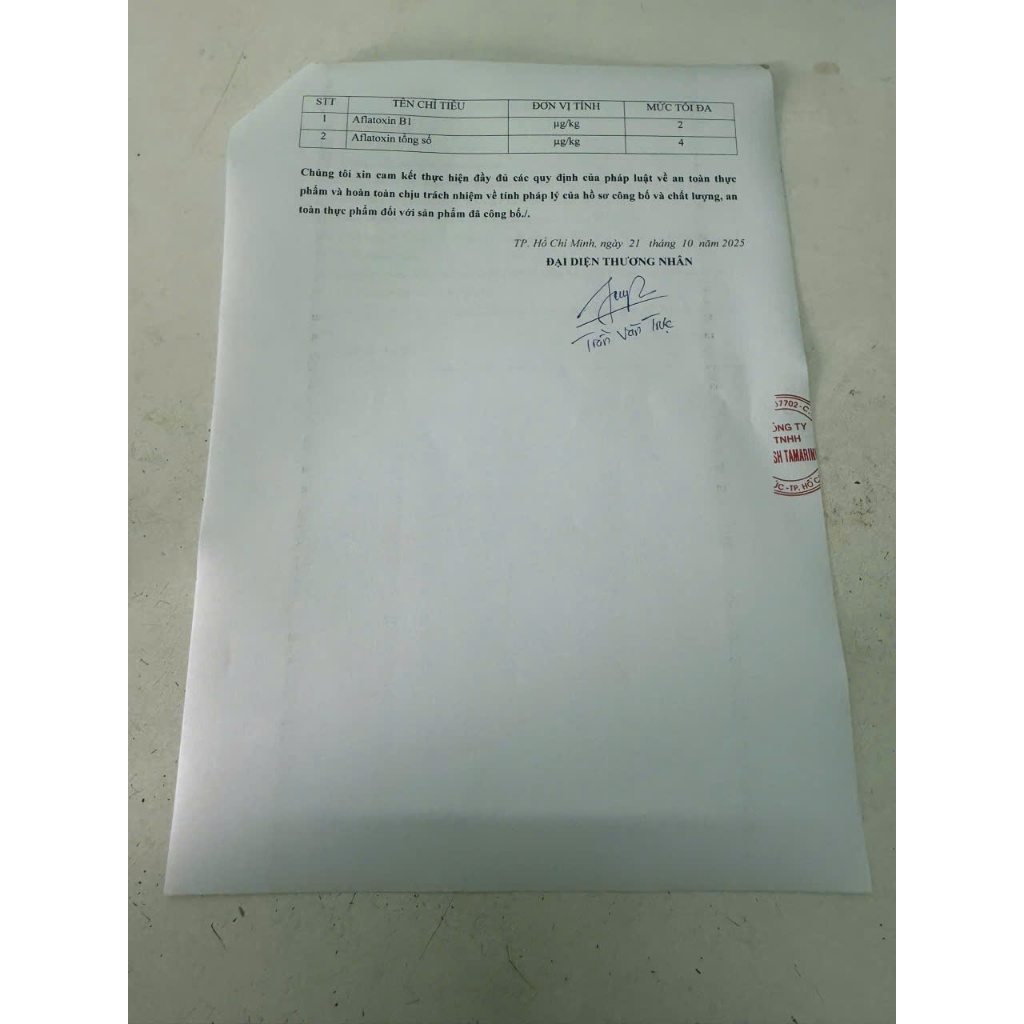 STT TÊN CHỈ TIÊU ĐƠN VỊ TÍNH MỨC TỐI ĐA
1 Aflatoxin B1 µg/kg 2
2 Aflatoxin tổng số µg/kg 4
Chúng tôi xin cam kết thực hiện đầy đủ các quy định của pháp luật về an toàn thực
phẩm và hoàn toàn chịu trách nhiệm về tính pháp lý của hồ sơ công bố và chất lượng, an
toàn thực phẩm đối với sản phẩm đã công bố./.
TP. Hồ Chí Minh, ngày 21 tháng 10 năm 2025
ĐẠI DIỆN THƯƠNG NHÂN
Trần Văn Trực
TNHH